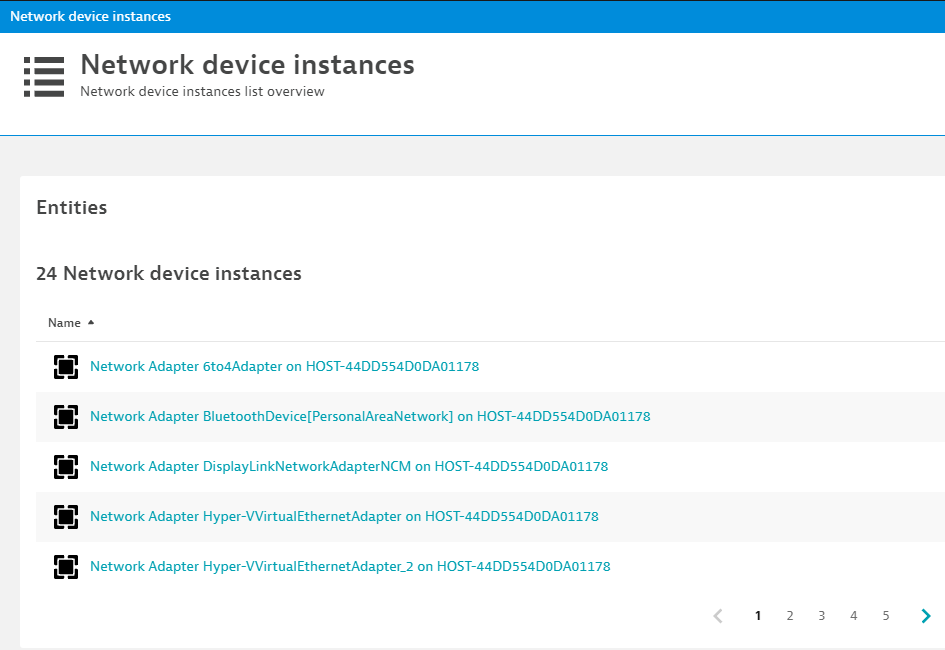 Network device instances
Network device instances
Network device instances list overview
Entities
24 Network device instances
Name
Network Adapter 6to4Adapter on HOST-44DD554D0DA01178
Network Adapter BluetoothDevice[PersonalAreaNetwork] on HOST-44DD554D0DA01178
Network Adapter DisplayLinkNetworkAdapterNCM on HOST-44DD554D0DA01178
Network Adapter Hyper-VVirtualEthernetAdapter on HOST-44DD554D0DA01178
Network Adapter Hyper-VVirtualEthernetAdapter_2 on HOST-44DD554D0DA01178
1 2 3 4 5